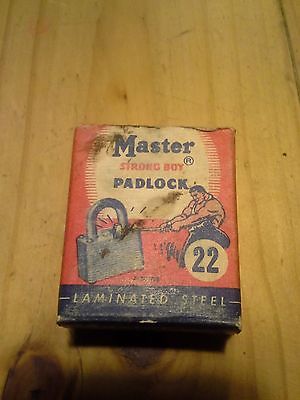 Master®
STRONG BOY
PADLOCK
22
LAMINATED STEEL